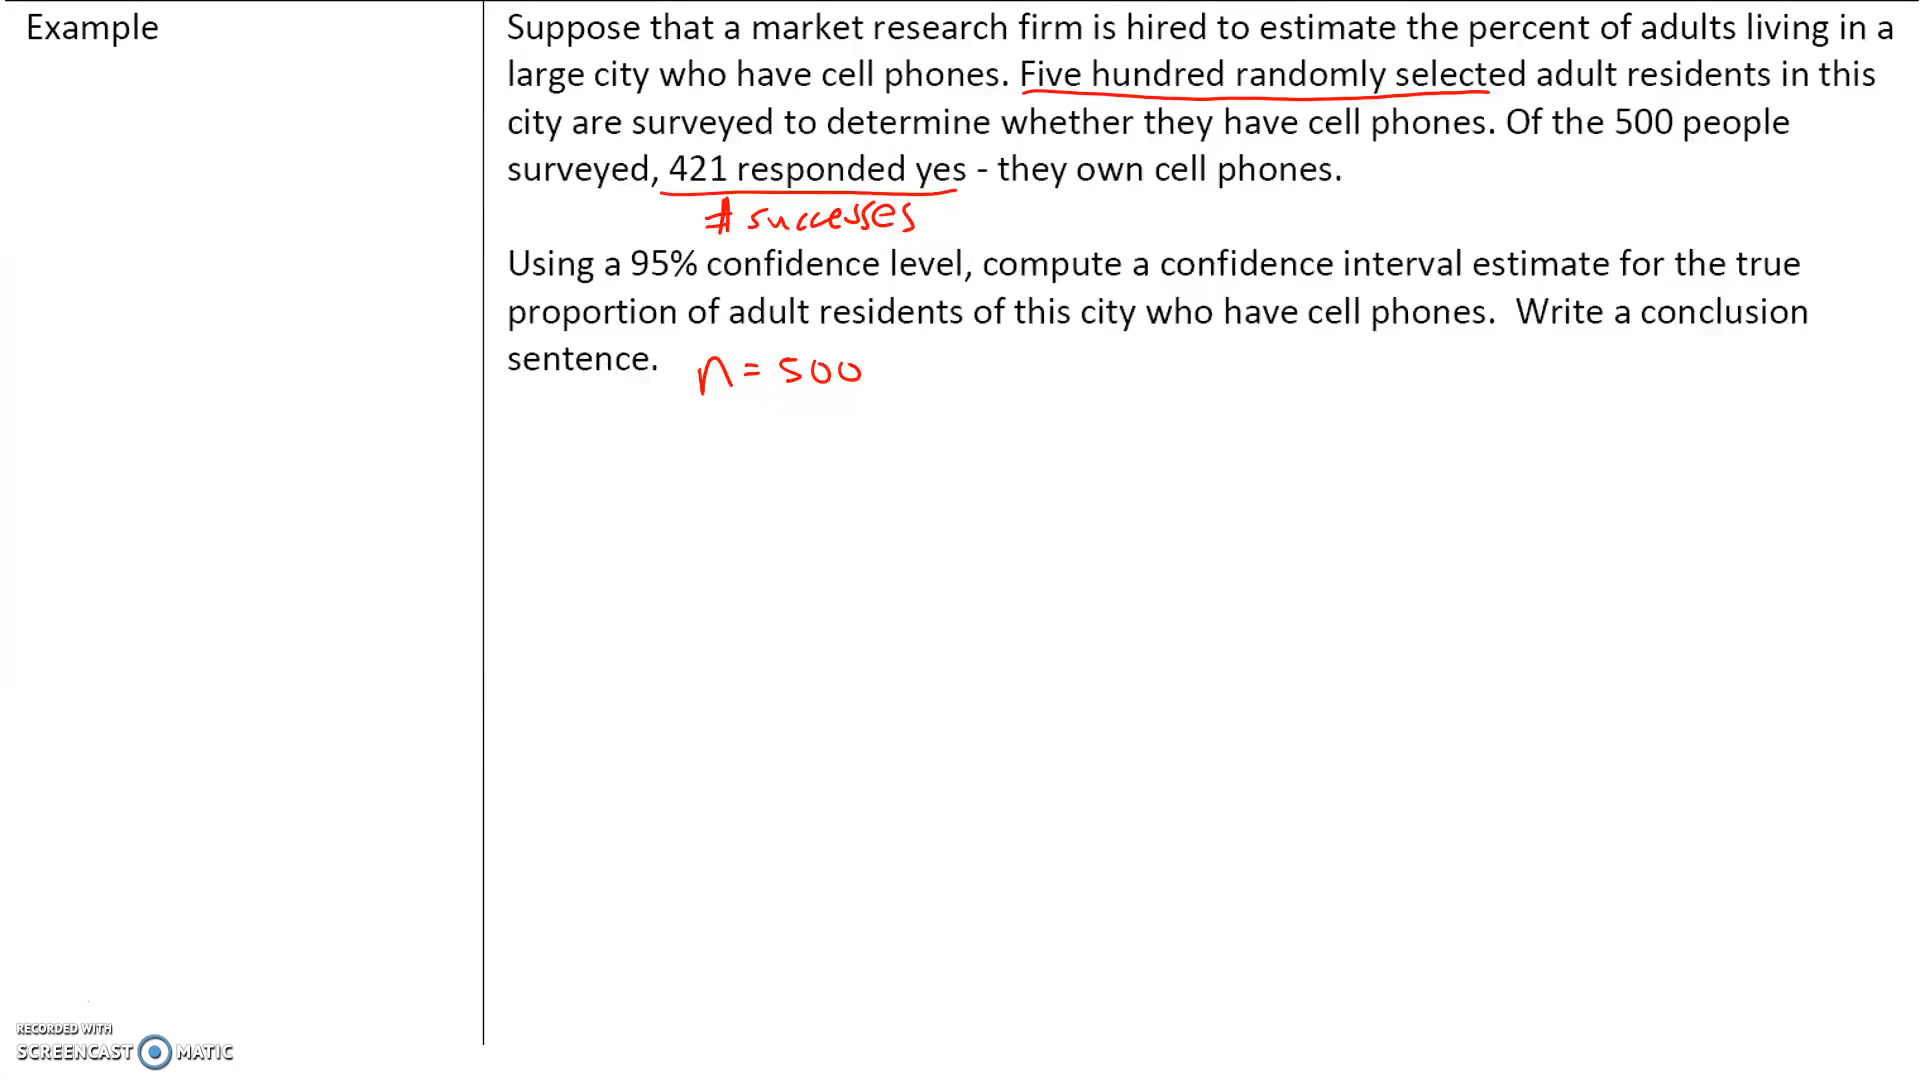 Example
Suppose that a market research firm is hired to estimate the percent of adults living in a
large city who have cell phones. Five hundred randomly selected adult residents in this
city are surveyed to determine whether they have cell phones. Of the 500 people
surveyed, 421 responded yes - they own cell phones.
# successes
Using a 95% confidence level, compute a confidence interval estimate for the true
proportion of adult residents of this city who have cell phones.  Write a conclusion
sentence.
n = 500
RECORDED WITH
SCREENCAST MATIC